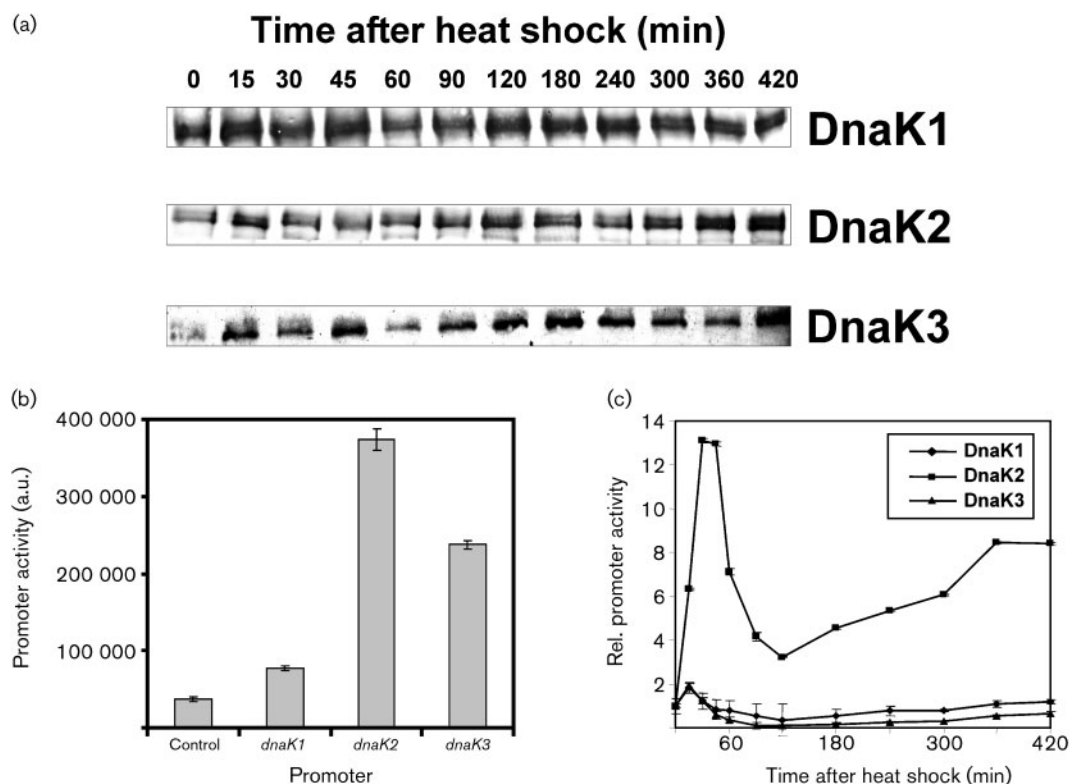 (a)
Time after heat shock (min)
0 15 30 45 60 90 120 180 240 300 360 420
DnaK1
DnaK2
DnaK3
(b)
400 000
300 000
200 000
100 000
Promoter activity (a.u.)
Control dnaK1 dnaK2 dnaK3
Promoter
(c)
14
12
10
8
6
4
2
Rel. promoter activity
DnaK1
DnaK2
DnaK3
60 180 300 420
Time after heat shock (min)